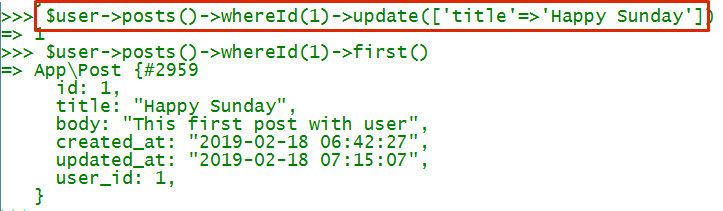 >>> $user->posts()->whereId(1)->update(['title'=>'Happy Sunday'])
=> 1
>>> $user->posts()->whereId(1)->first()
=> App\Post {#2959
id: 1,
title: "Happy Sunday",
body: "This first post with user",
created_at: "2019-02-18 06:42:27",
updated_at: "2019-02-18 07:15:07",
user_id: 1,
}